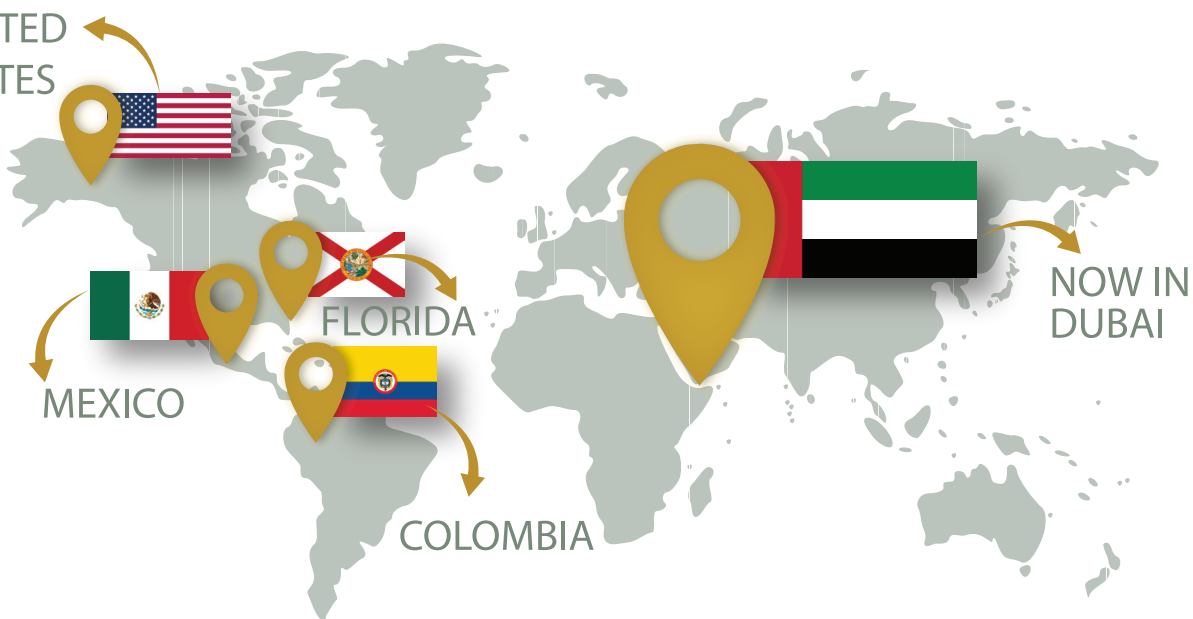 TED
TES
FLORIDA
MEXICO
COLOMBIA
NOW IN
DUBAI